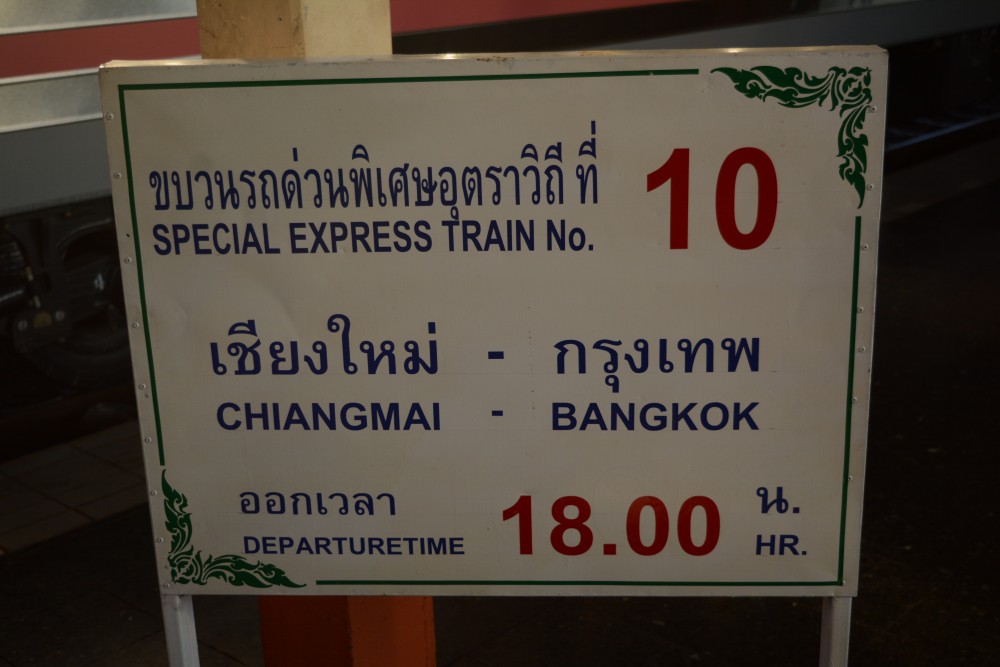 ขบวนรถด่วนพิเศษอุตราวิถี ที่ 10
SPECIAL EXPRESS TRAIN No.
เชียงใหม่ - กรุงเทพ
CHIANGMAI - BANGKOK
ออกเวลา 18.00 น.
DEPARTURETIME HR.